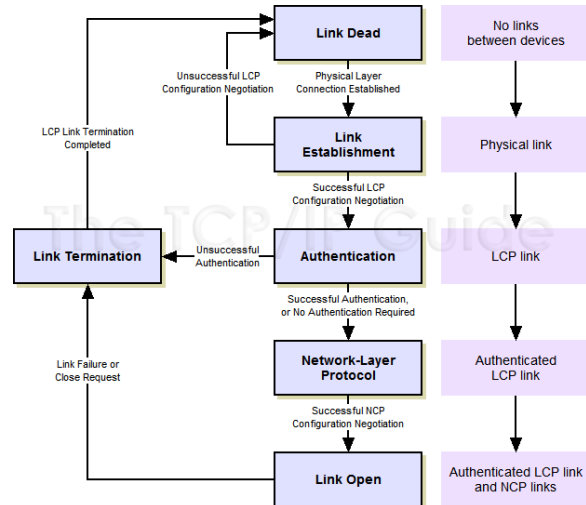 Link Dead
No links
between devices
Unsuccessful LCP
Configuration Negotiation
Physical Layer
Connection Established
LCP Link Termination
Completed
Link
Establishment
Physical link
Successful LCP
Configuration Negotiation
The TCP/IP Guide
Link Termination
Unsuccessful
Authentication
Authentication
LCP link
Successful Authentication,
or No Authentication Required
Link Failure or
Close Request
Network-Layer
Protocol
Authenticated
LCP link
Successful NCP
Configuration Negotiation
Link Open
Authenticated LCP link
and NCP links